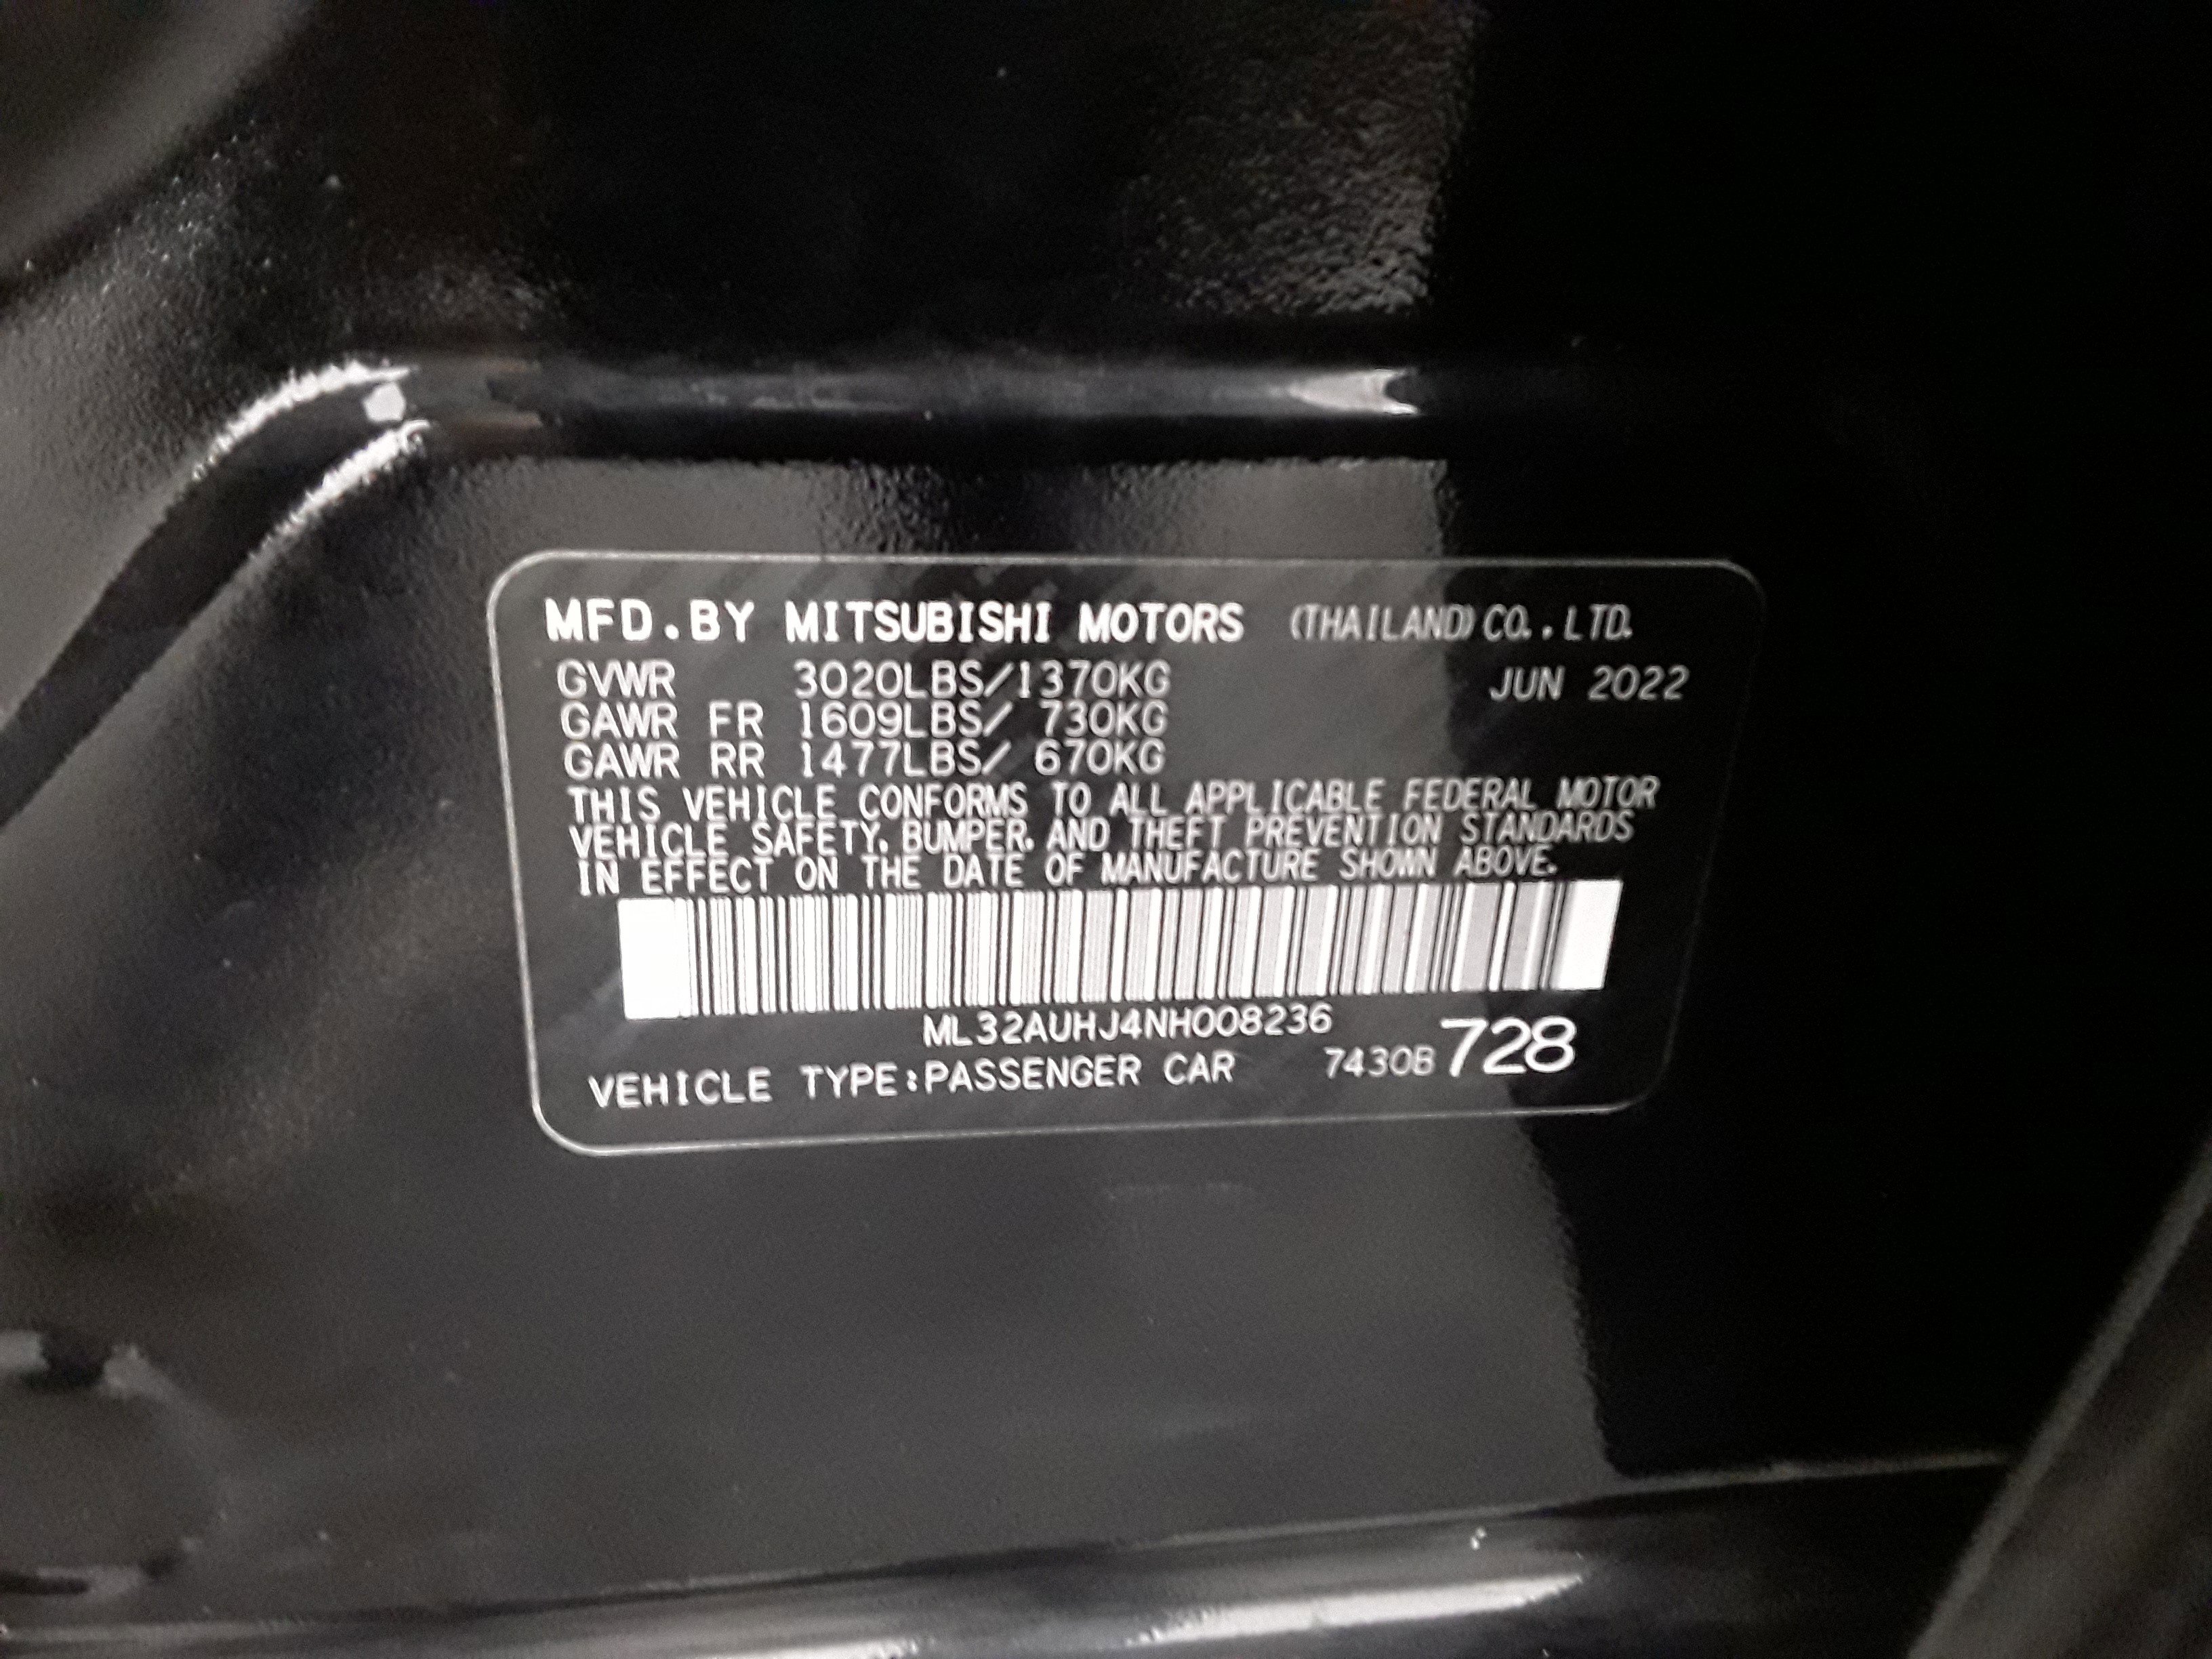 MFD.BY MITSUBISHI MOTORS (THAILAND) CO.,LTD.
GVWR 3020LBS/1370KG JUN 2022
GAWR FR 1609LBS/ 730KG
GAWR RR 1477LBS/ 670KG
THIS VEHICLE CONFORMS TO ALL APPLICABLE FEDERAL MOTOR
VEHICLE SAFETY, BUMPER, AND THEFT PREVENTION STANDARDS
IN EFFECT ON THE DATE OF MANUFACTURE SHOWN ABOVE.
ML32AUHJ4NH008236
VEHICLE TYPE:PASSENGER CAR 7430B 728